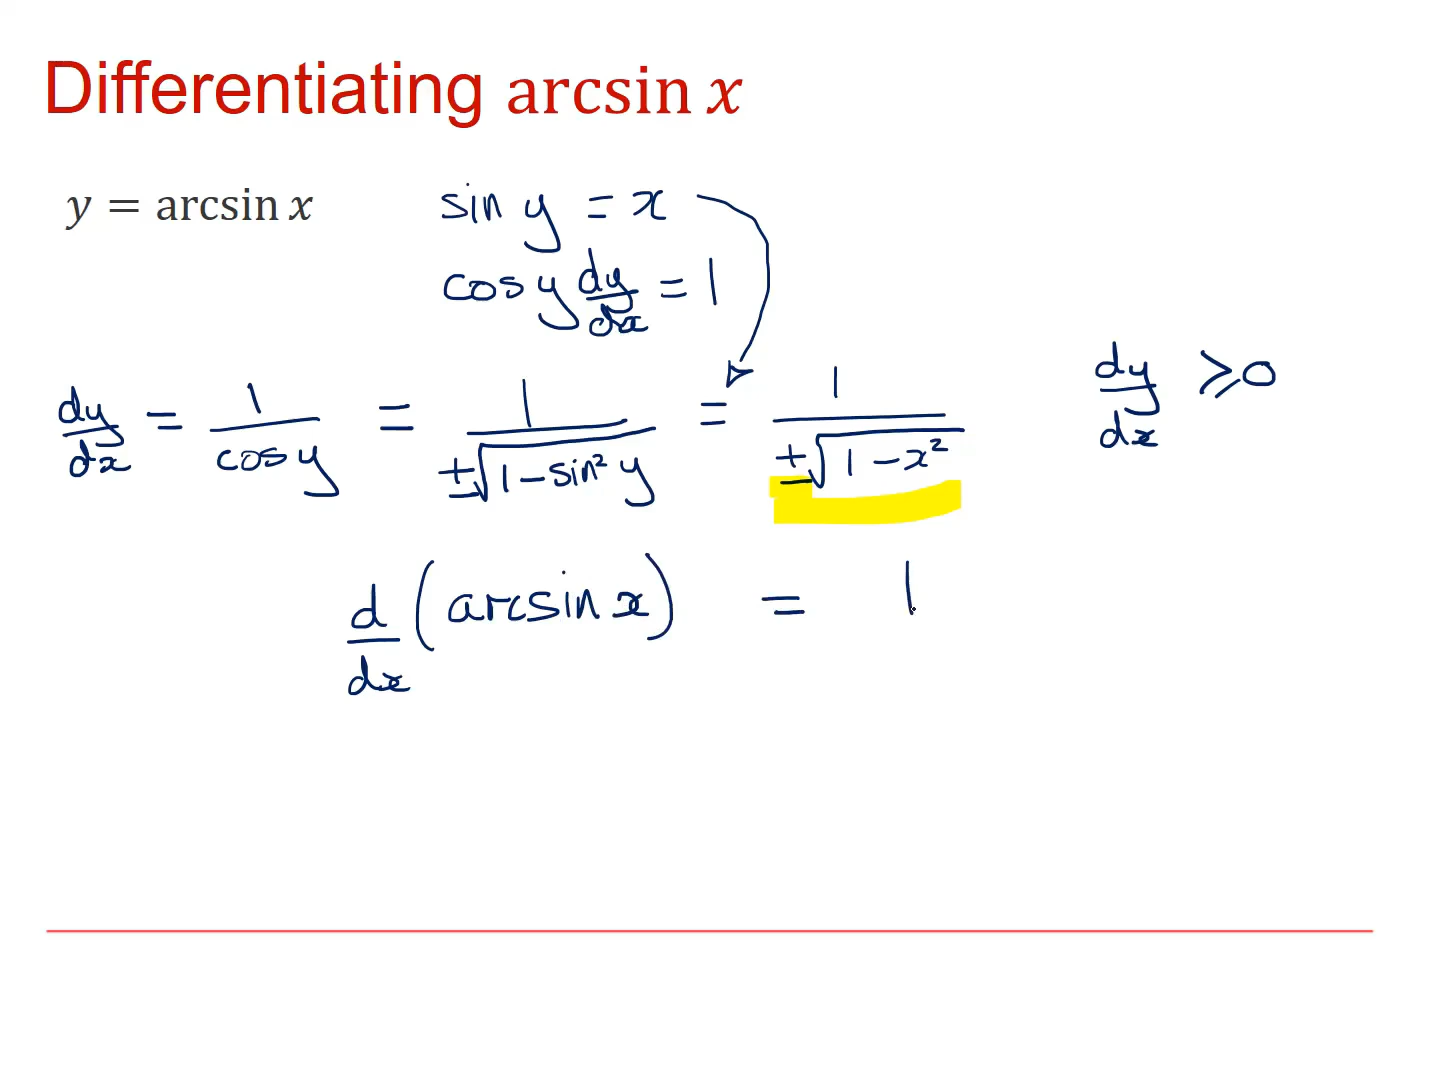 Differentiating arcsin x
y = arcsin x
sin y = x
cos y dy/dx = 1
dy/dx = 1/cos y = 1/±√(1 - sin² y) = 1/±√(1 - x²)
dy/dx ⩾ 0
d/dx (arcsin x) = 1